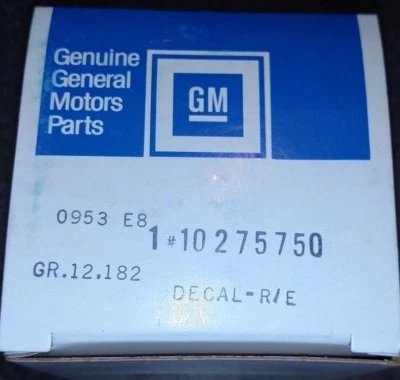 Genuine
General
Motors
Parts
GM
0953 E8
1 #10275750
GR.12.182
DECAL-R/E